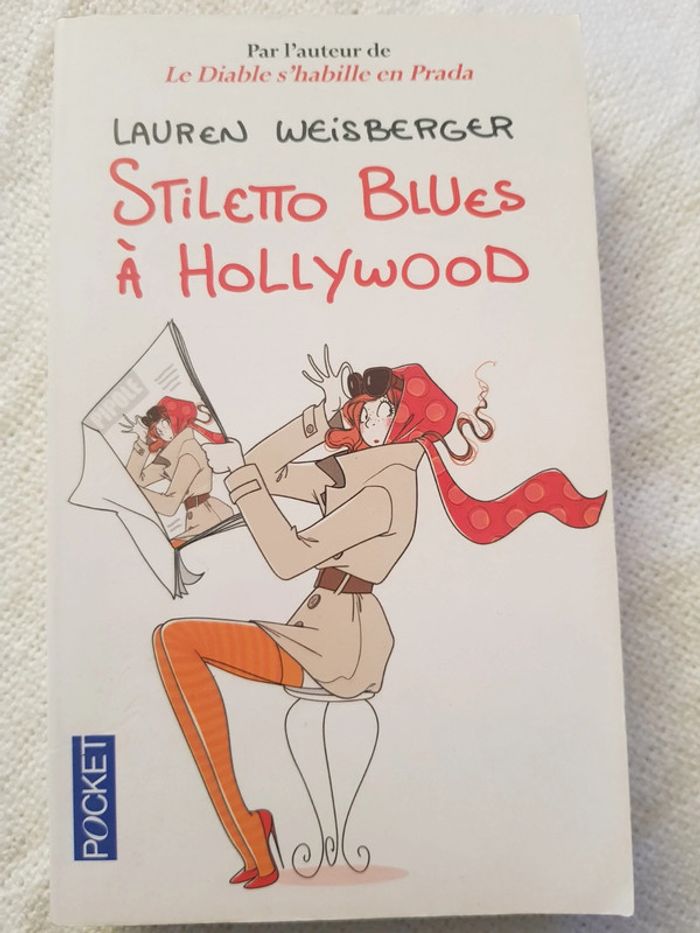 Par l'auteur de
Le Diable s'habille en Prada
LAUREN WEISBERGER
STILETTO BLUES
À HOLLYWOOD
POCKET